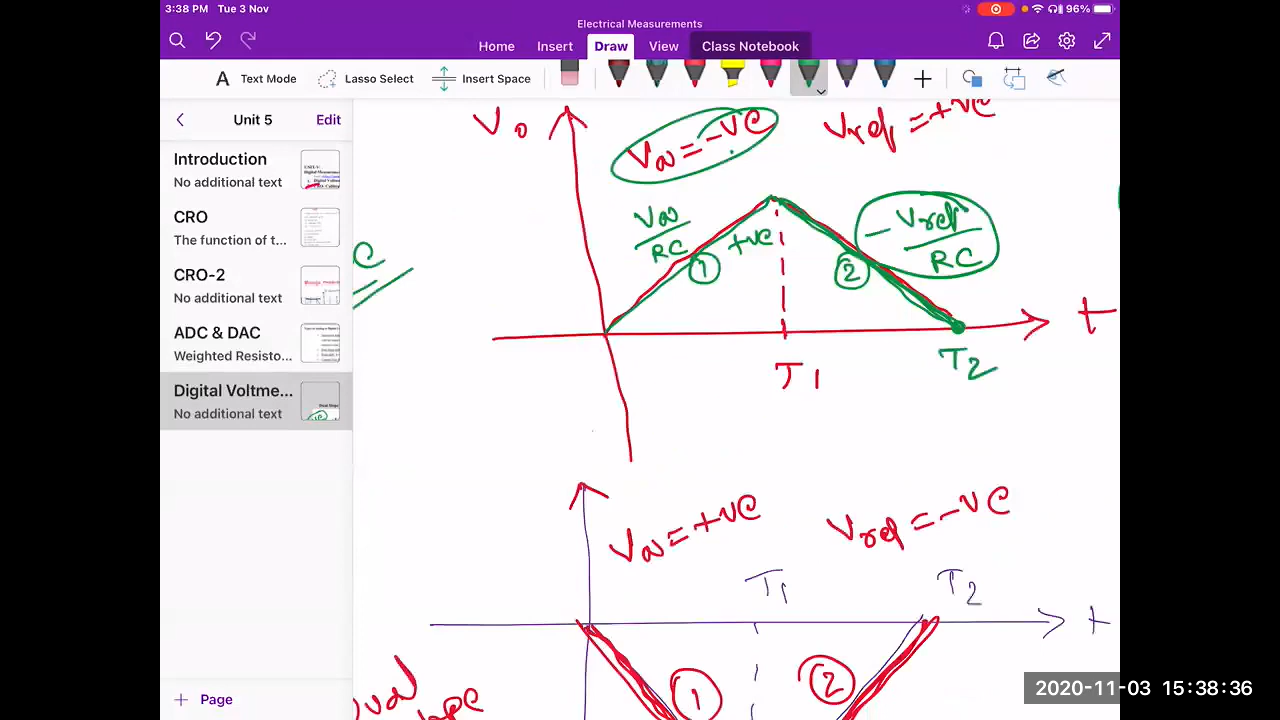 3:38 PM Tue 3 Nov
96%
Electrical Measurements
Home Insert Draw View Class Notebook
A Text Mode Lasso Select Insert Space
Unit 5 Edit
Introduction
No additional text
CRO
The function of t...
CRO-2
No additional text
ADC & DAC
Weighted Resisto...
Digital Voltme...
No additional text
Page
Vo
Va = -ve
Vref = +ve
Va/RC
+ve
1
2
-Vref/RC
t
T1
T2
Va = +ve
Vref = -ve
T1
T2
t
1
2
2020-11-03 15:38:36